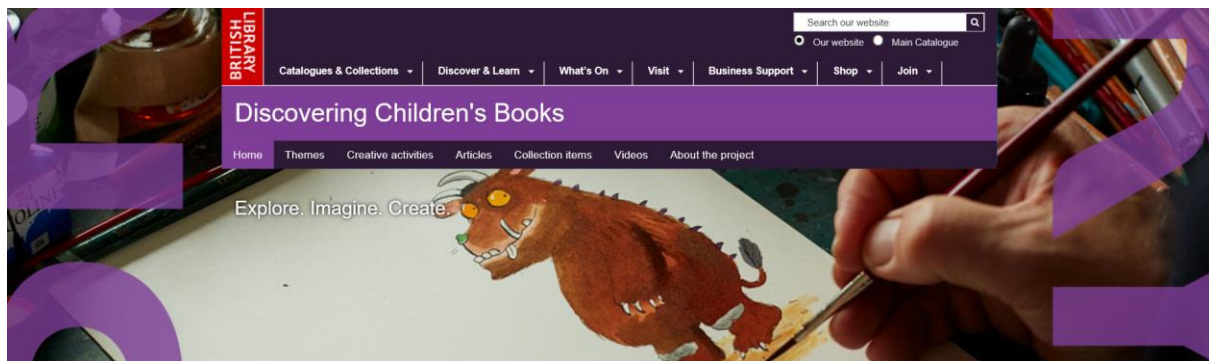 BRITISH
LIBRARY
Search our website
Our website Main Catalogue
Catalogues & Collections Discover & Learn What's On Visit Business Support Shop Join
Discovering Children's Books
Home Themes Creative activities Articles Collection items Videos About the project
Explore. Imagine. Create.